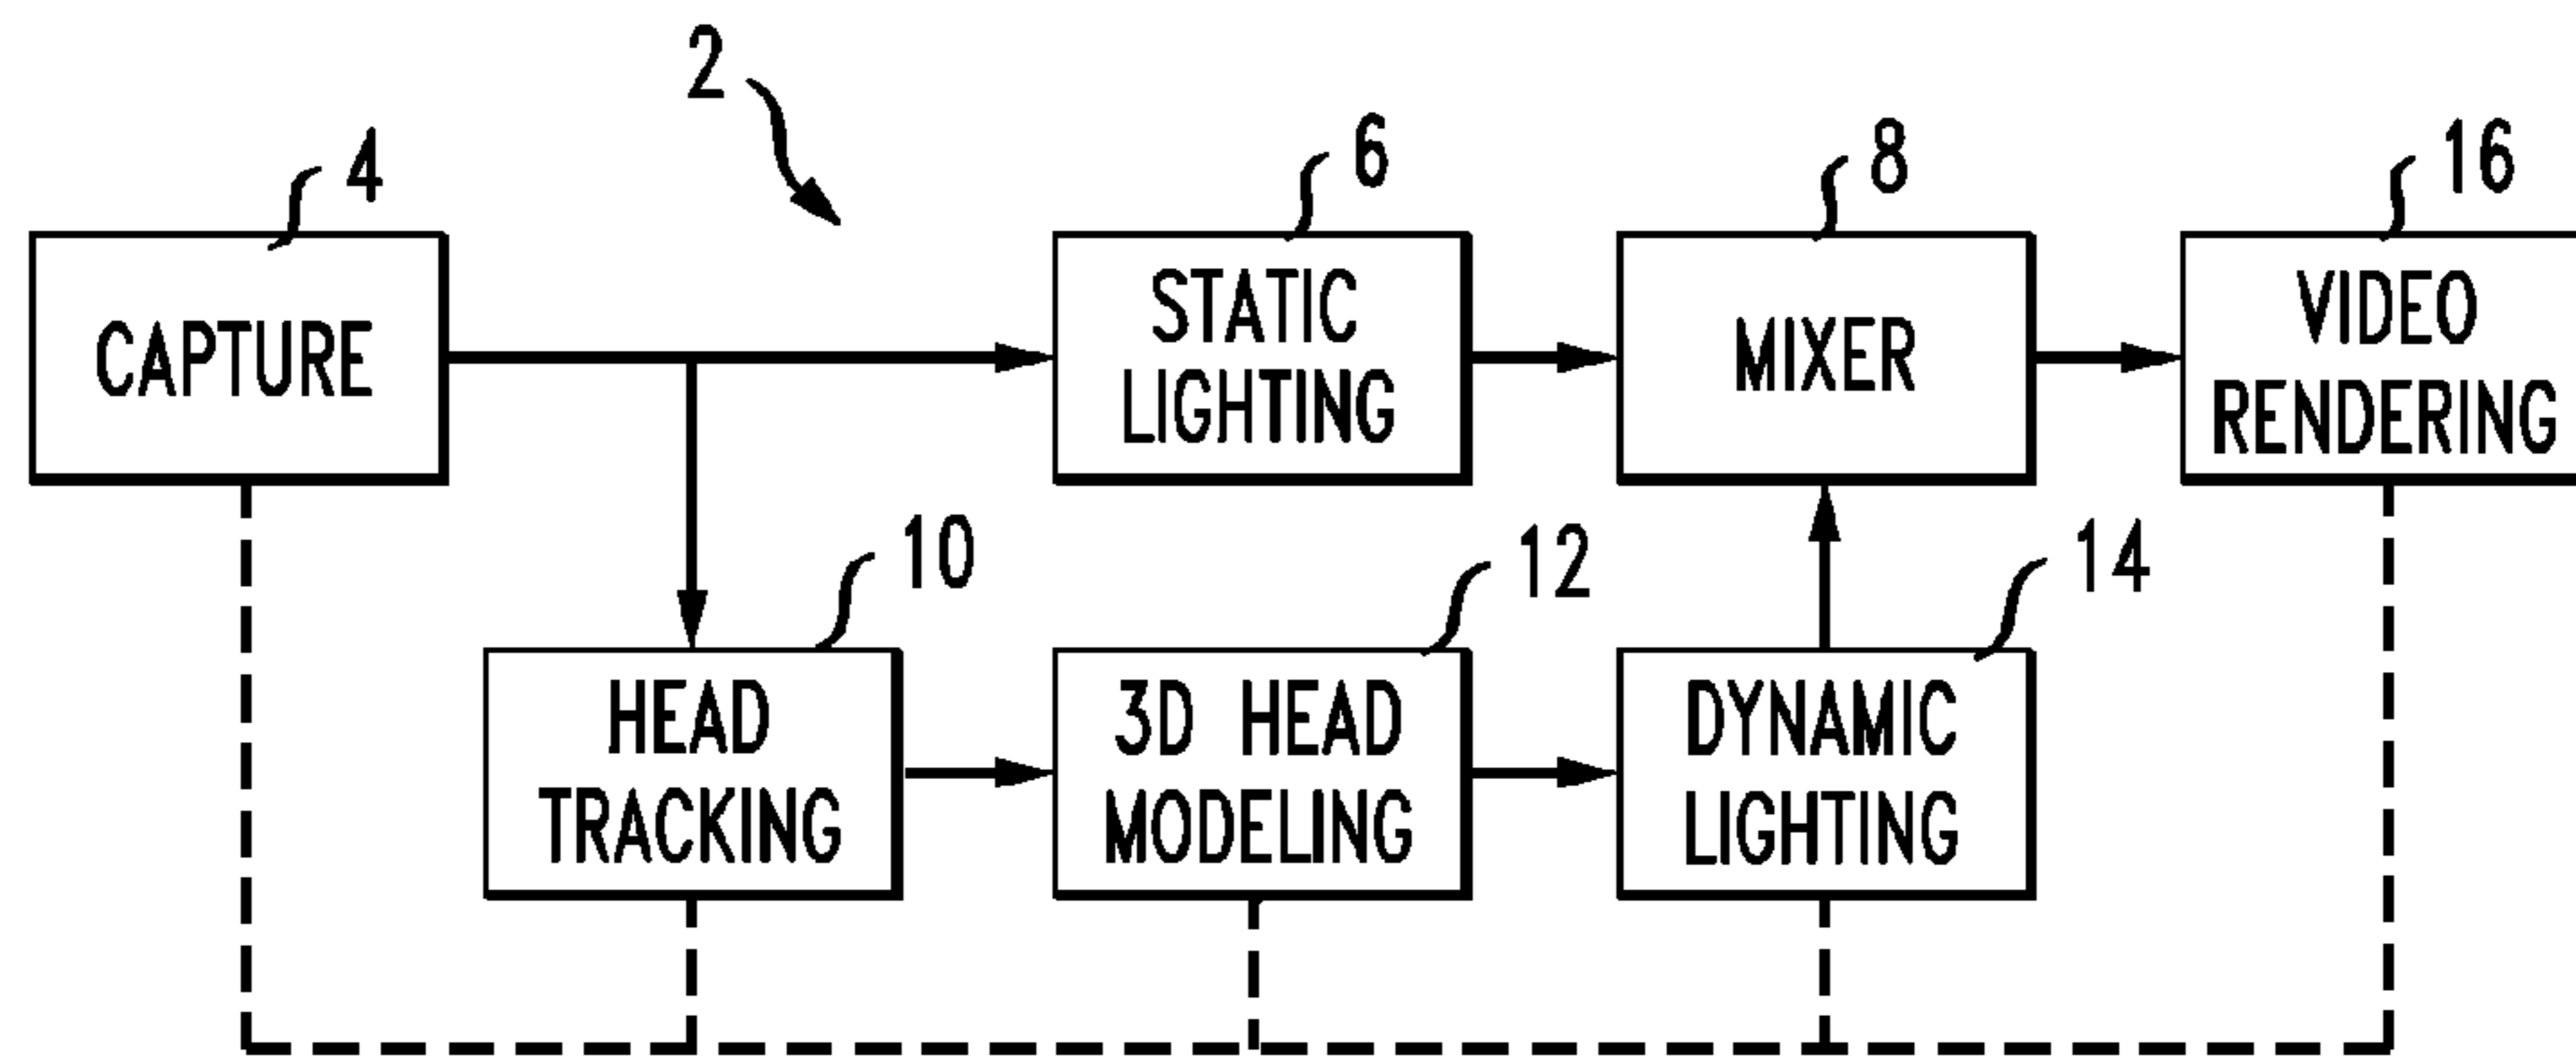 2
4
6
8
16
CAPTURE
STATIC
LIGHTING
MIXER
VIDEO
RENDERING
10
12
14
HEAD
TRACKING
3D HEAD
MODELING
DYNAMIC
LIGHTING